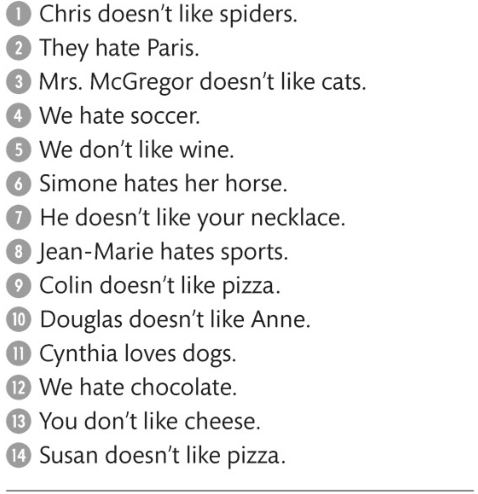 1 Chris doesn't like spiders.
2 They hate Paris.
3 Mrs. McGregor doesn't like cats.
4 We hate soccer.
5 We don't like wine.
6 Simone hates her horse.
7 He doesn't like your necklace.
8 Jean-Marie hates sports.
9 Colin doesn't like pizza.
10 Douglas doesn't like Anne.
11 Cynthia loves dogs.
12 We hate chocolate.
13 You don't like cheese.
14 Susan doesn't like pizza.